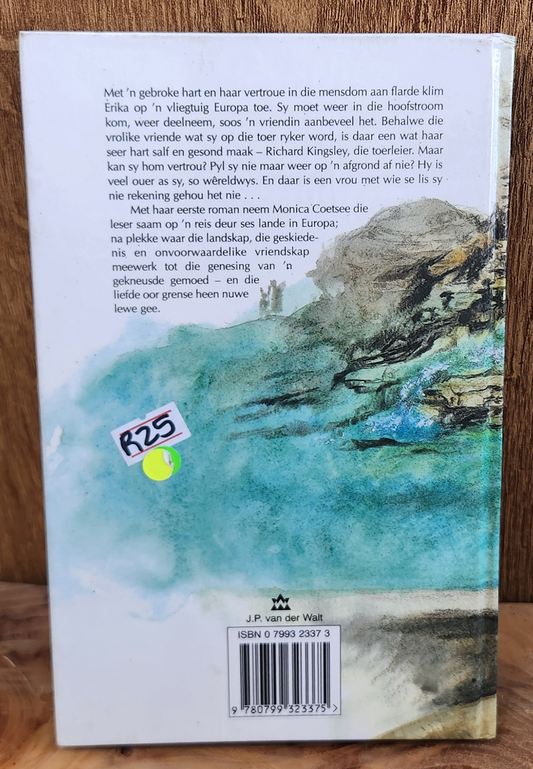 Met 'n gebroke hart en haar vertroue in die mensdom aan flarde klim
Erika op 'n vliegtuig Europa toe. Sy moet weer in die hoofstroom
kom, weer deelneem, soos 'n vriendin aanbeveel het. Behalwe die
vrolike vriende wat sy op die toer ryker word, is daar een wat haar
seer hart salf en gesond maak – Richard Kingsley, die toerleier. Maar
kan sy hom vertrou? Pyl sy nie maar weer op 'n afgrond af nie? Hy is
veel ouer as sy, so wêreldwys. En daar is een vrou met wie se lis sy
nie rekening gehou het nie . . .
Met haar eerste roman neem Monica Coetsee die
leser saam op 'n reis deur ses lande in Europa;
na plekke waar die landskap, die geskiede-
nis en onvoorwaardelike vriendskap
meewerk tot die genesing van 'n
gekneusde gemoed – en die
liefde oor grense heen nuwe
lewe gee.
R25
J.P. van der Walt
ISBN 0 7993 2337 3
9 780799 323375 >